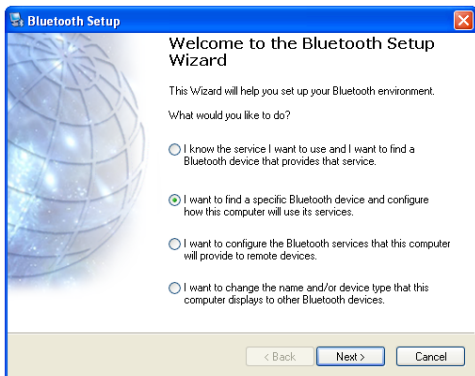 Bluetooth Setup
Welcome to the Bluetooth Setup
Wizard
This Wizard will help you set up your Bluetooth environment.
What would you like to do?
I know the service I want to use and I want to find a
Bluetooth device that provides that service.
I want to find a specific Bluetooth device and configure
how this computer will use its services.
I want to configure the Bluetooth services that this computer
will provide to remote devices.
I want to change the name and/or device type that this
computer displays to other Bluetooth devices.
< Back Next > Cancel